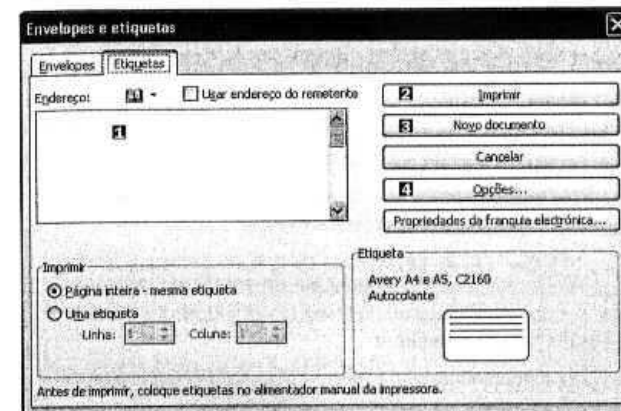 Envelopes e etiquetas
Envelopes Etiquetas
Endereço: Usar endereço do remetente
1
2 Imprimir
3 Novo documento
Cancelar
4 Opções...
Propriedades da franquia electrónica...
Imprimir
Página inteira - mesma etiqueta
Uma etiqueta
Linha: Coluna:
Etiqueta
Avery A4 e A5, C2160
Autocolante
Antes de imprimir, coloque etiquetas no alimentador manual da impressora.